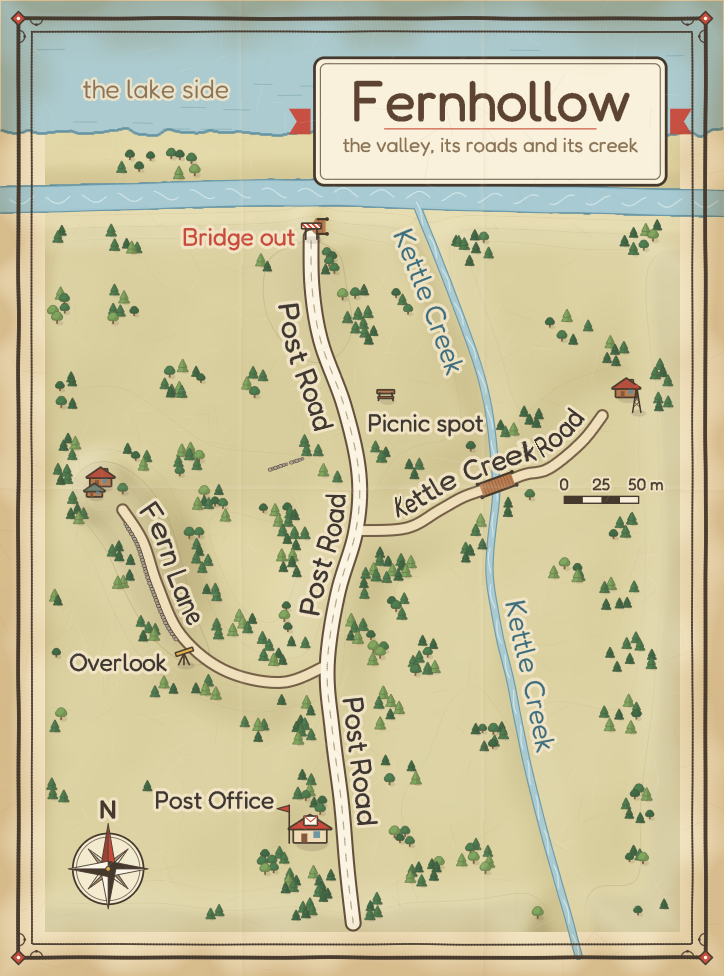 the lake side
Fernhollow
the valley, its roads and its creek
Bridge out
Kettle Creek
Post Road
Picnic spot
Kettle Creek Road
0 25 50 m
Fern Lane
Post Road
Kettle Creek
Overlook
Post Road
Post Office
N